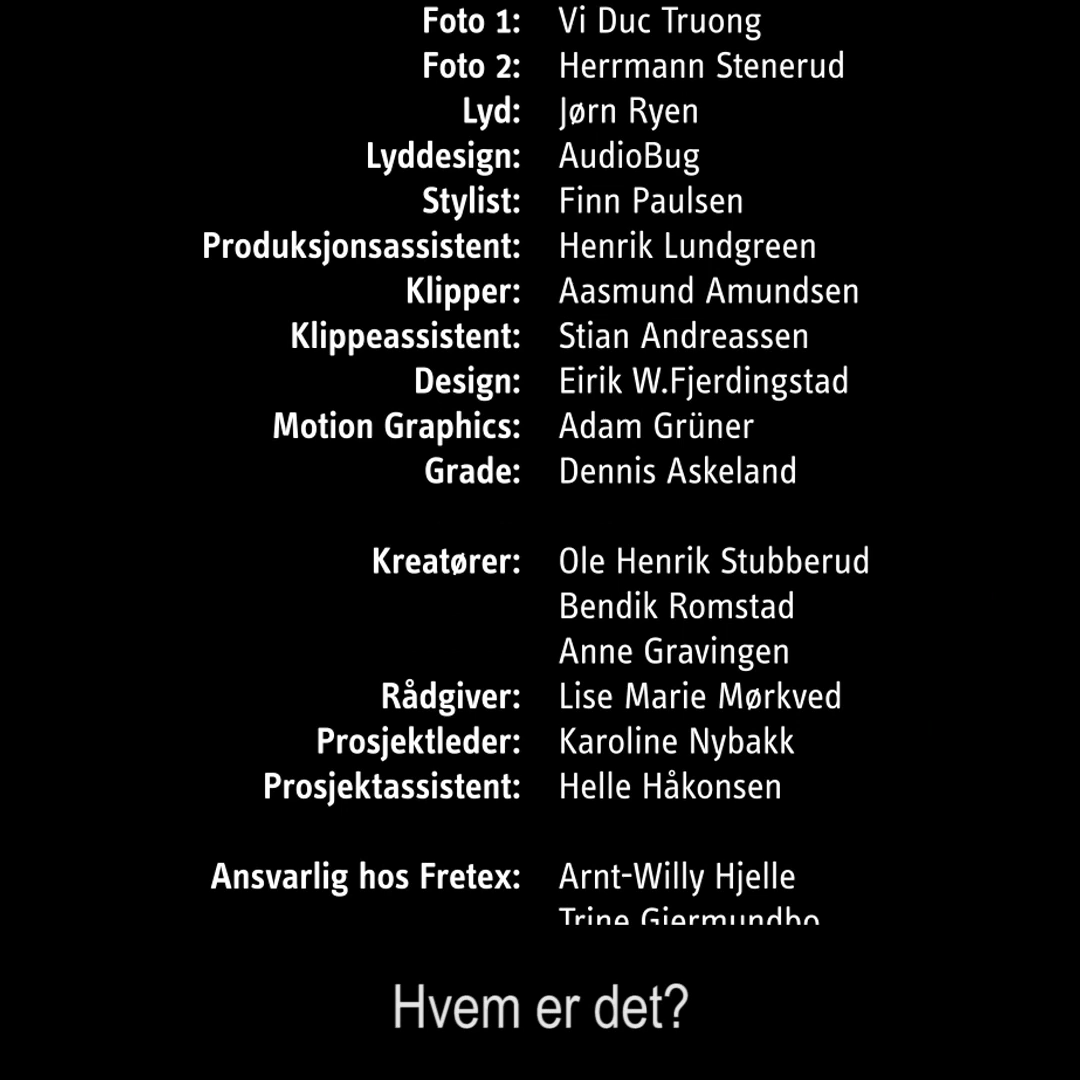 Foto 1: Vi Duc Truong
Foto 2: Herrmann Stenerud
Lyd: Jørn Ryen
Lyddesign: AudioBug
Stylist: Finn Paulsen
Produksjonsassistent: Henrik Lundgreen
Klipper: Aasmund Amundsen
Klippeassistent: Stian Andreassen
Design: Eirik W.Fjerdingstad
Motion Graphics: Adam Grüner
Grade: Dennis Askeland
Kreatører: Ole Henrik Stubberud
Bendik Romstad
Anne Gravingen
Rådgiver: Lise Marie Mørkved
Prosjektleder: Karoline Nybakk
Prosjektassistent: Helle Håkonsen
Ansvarlig hos Fretex: Arnt-Willy Hjelle
Trine Gjermundbo
Hvem er det?